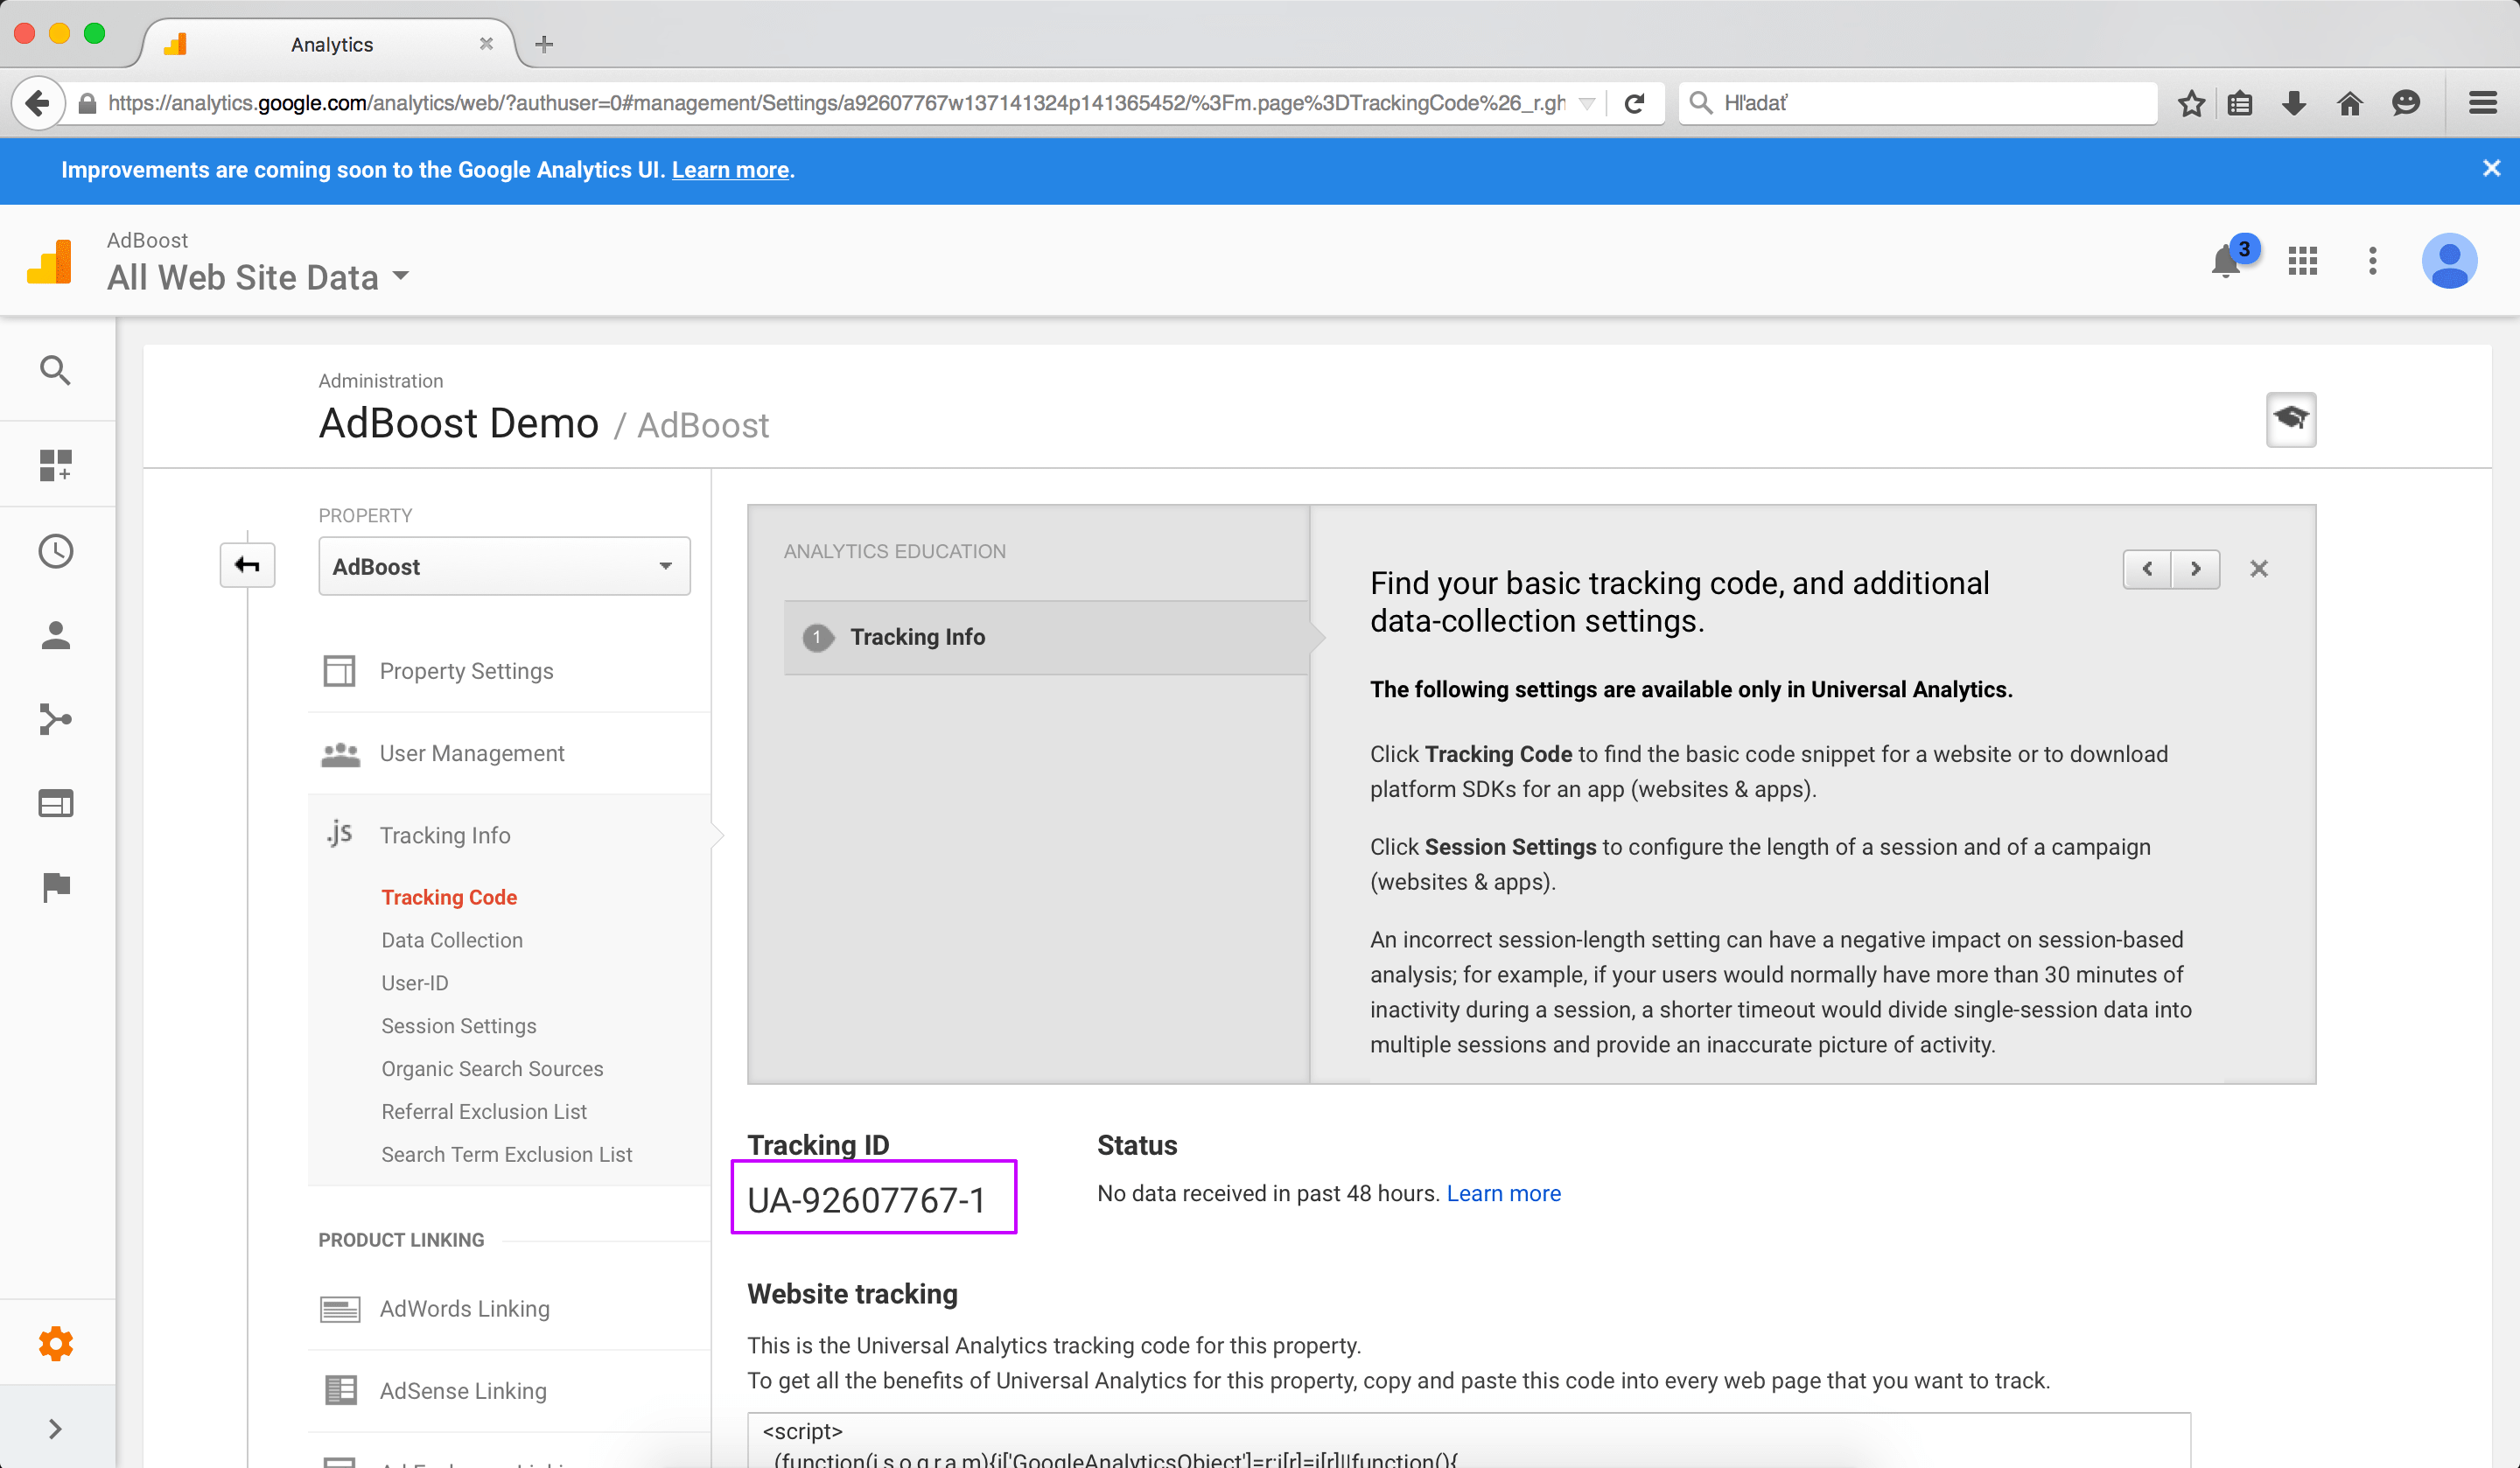 Analytics
https://analytics.google.com/analytics/web/?authuser=0#management/Settings/a92607767w137141324p141365452/%3Fm.page%3DTrackingCode%26_r.gh
Hľadať
Improvements are coming soon to the Google Analytics UI. Learn more.
AdBoost
All Web Site Data
3
Administration
AdBoost Demo / AdBoost
PROPERTY
AdBoost
Property Settings
User Management
.js Tracking Info
Tracking Code
Data Collection
User-ID
Session Settings
Organic Search Sources
Referral Exclusion List
Search Term Exclusion List
PRODUCT LINKING
AdWords Linking
AdSense Linking
ANALYTICS EDUCATION
1 Tracking Info
Find your basic tracking code, and additional
data-collection settings.
The following settings are available only in Universal Analytics.
Click Tracking Code to find the basic code snippet for a website or to download
platform SDKs for an app (websites & apps).
Click Session Settings to configure the length of a session and of a campaign
(websites & apps).
An incorrect session-length setting can have a negative impact on session-based
analysis; for example, if your users would normally have more than 30 minutes of
inactivity during a session, a shorter timeout would divide single-session data into
multiple sessions and provide an inaccurate picture of activity.
Tracking ID
UA-92607767-1
Status
No data received in past 48 hours. Learn more
Website tracking
This is the Universal Analytics tracking code for this property.
To get all the benefits of Universal Analytics for this property, copy and paste this code into every web page that you want to track.
<script>
(function(i,s,o,g,r,a,m){i['GoogleAnalyticsObject']=r;i[r]=i[r]||function(){